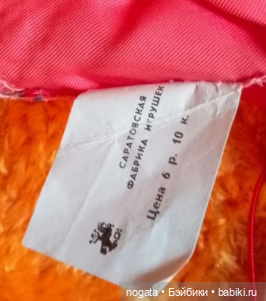 САРАТОВСКАЯ
ФАБРИКА ИГРУШЕК
Цена 6 р. 10 к.
nogata • Бэйбики • babiki.ru